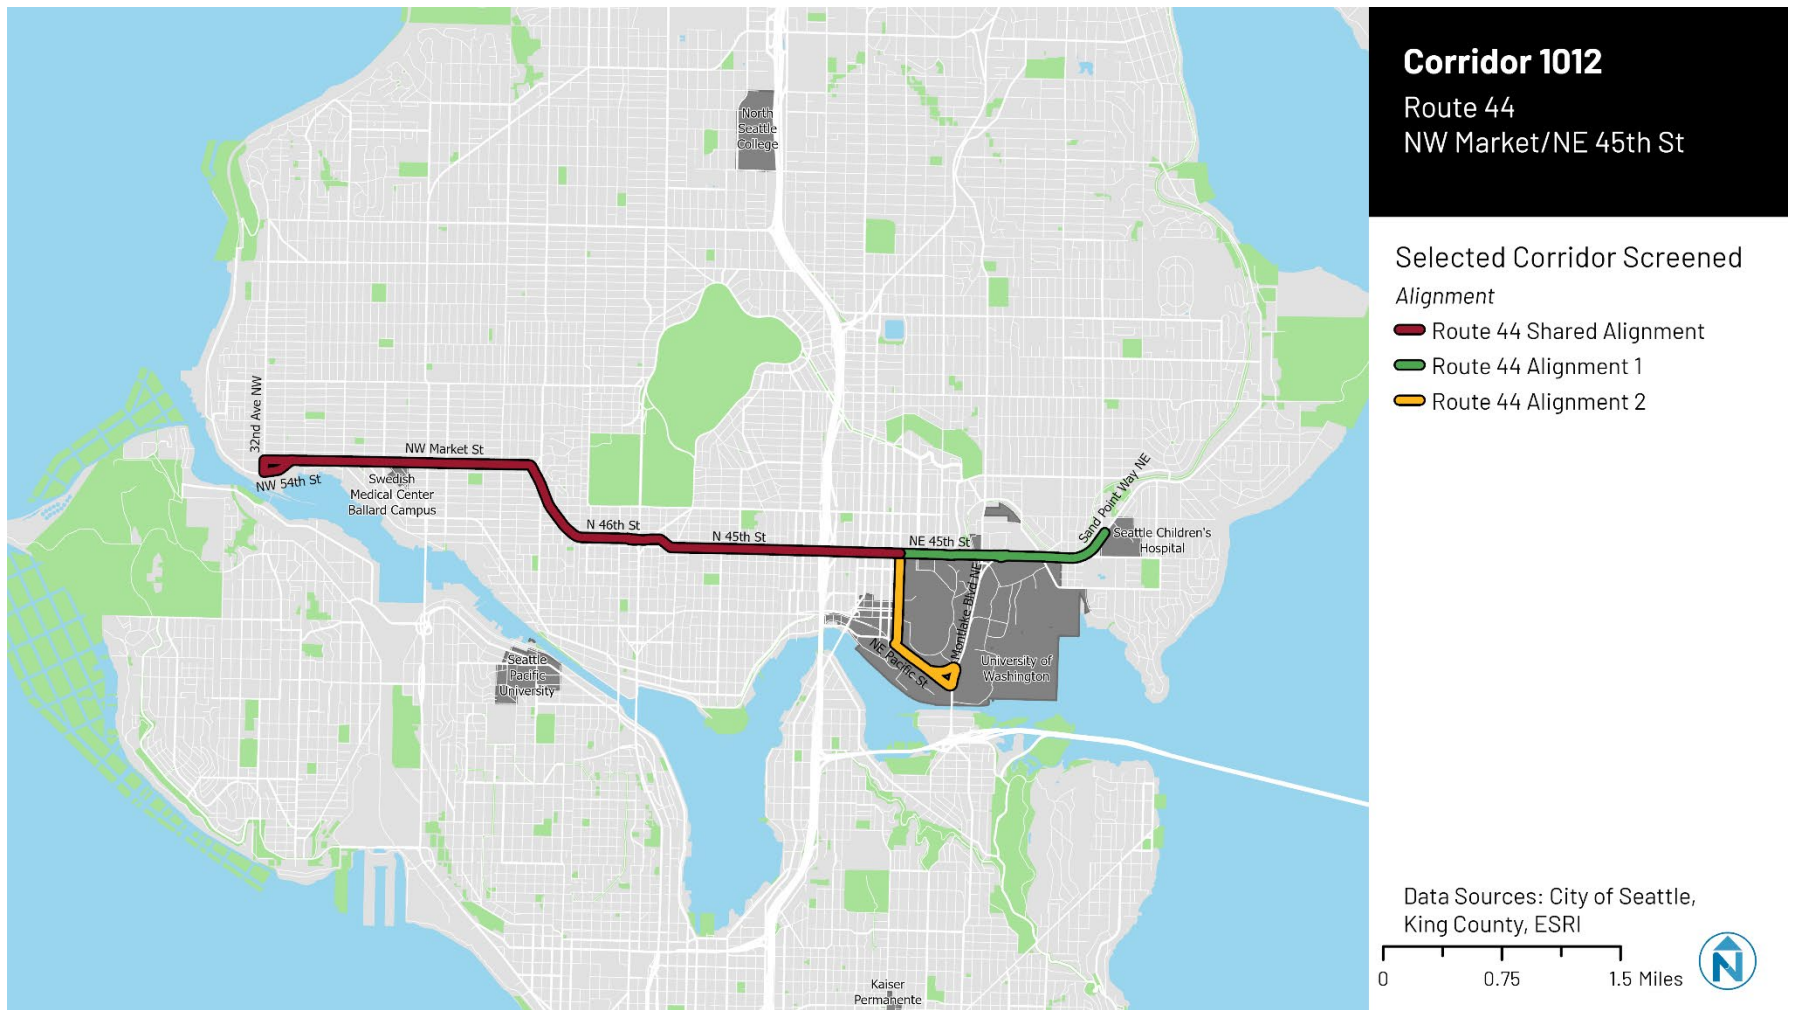 Corridor 1012
Route 44
NW Market/NE 45th St
Selected Corridor Screened
Alignment
Route 44 Shared Alignment
Route 44 Alignment 1
Route 44 Alignment 2
North
Seattle
College
32nd Ave NW
NW Market St
NW 54th St
Swedish
Medical Center
Ballard Campus
N 46th St
N 45th St
NE 45th St
Sand Point Way NE
Seattle Children's
Hospital
Montlake Blvd NE
NE Pacific St
University of
Washington
Seattle
Pacific
University
Kaiser
Permanente
Data Sources: City of Seattle,
King County, ESRI
0 0.75 1.5 Miles
N